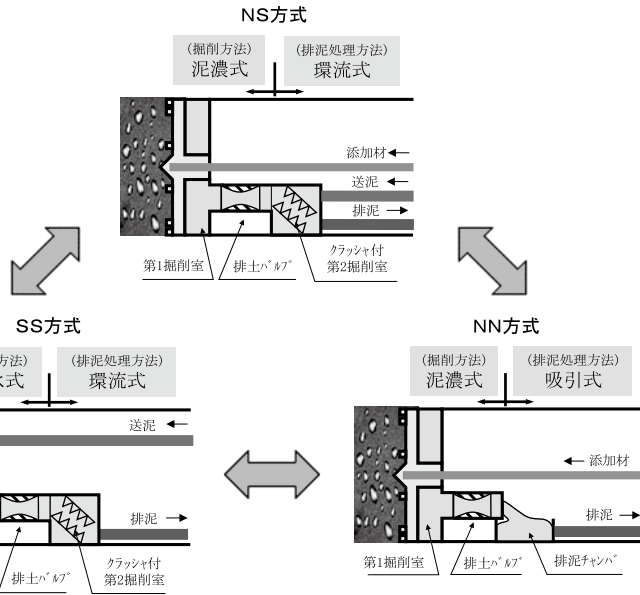 NS方式
(掘削方法)
泥濃式
(排泥処理方法)
環流式
添加材
送泥
排泥
第1掘削室
排土ﾊﾞﾙﾌﾞ
ｸﾗｯｼｬ付
第2掘削室
SS方式
方法)
水式
(排泥処理方法)
環流式
送泥
排泥
排土ﾊﾞﾙﾌﾞ
ｸﾗｯｼｬ付
第2掘削室
NN方式
(掘削方法)
泥濃式
(排泥処理方法)
吸引式
添加材
排泥
第1掘削室
排土ﾊﾞﾙﾌﾞ
排泥ﾁｬﾝﾊﾞ